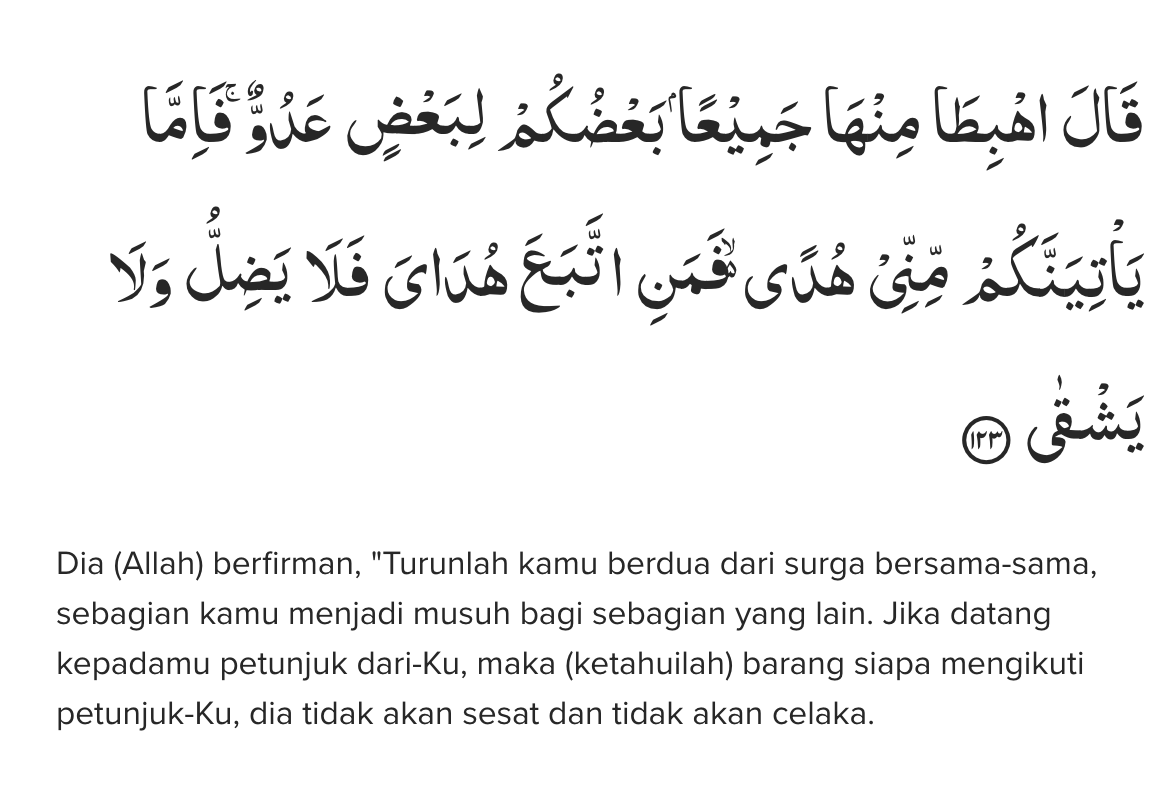 قَالَ اهْبِطَا مِنْهَا جَمِيْعًاۢ بَعْضُكُمْ لِبَعْضٍ عَدُوٌّ ۚفَاِمَّا
يَأْتِيَنَّكُمْ مِّنِّيْ هُدًى ەۙ فَمَنِ اتَّبَعَ هُدَايَ فَلَا يَضِلُّ وَلَا
يَشْقٰى ١٢٣
Dia (Allah) berfirman, "Turunlah kamu berdua dari surga bersama-sama,
sebagian kamu menjadi musuh bagi sebagian yang lain. Jika datang
kepadamu petunjuk dari-Ku, maka (ketahuilah) barang siapa mengikuti
petunjuk-Ku, dia tidak akan sesat dan tidak akan celaka.